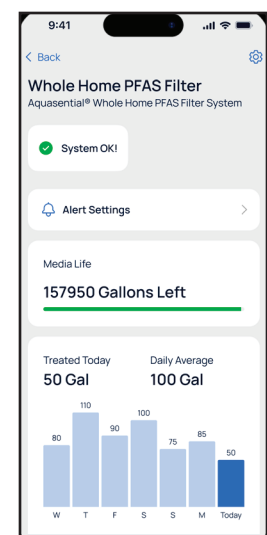 9:41
Back
Whole Home PFAS Filter
Aquasential® Whole Home PFAS Filter System
System OK!
Alert Settings
Media Life
157950 Gallons Left
Treated Today Daily Average
50 Gal 100 Gal
80 110 90 100 75 85 50
W T F S S M Today